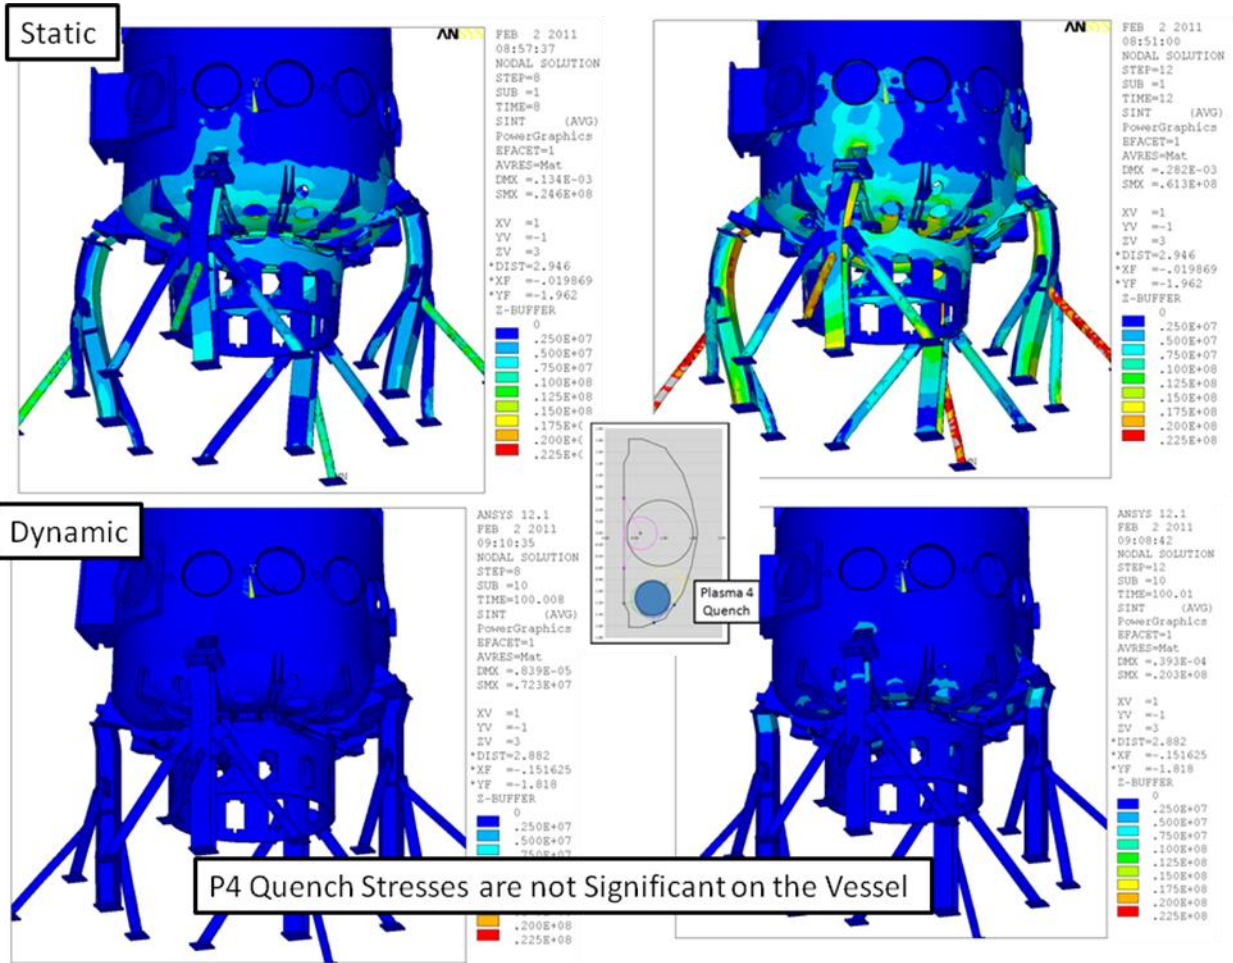 Static
ANSYS
FEB 2 2011
08:57:37
NODAL SOLUTION
STEP=8
SUB =1
TIME=8
SINT (AVG)
PowerGraphics
EFACET=1
AVRES=Mat
DMX =.134E-03
SMX =.246E+08
XV =1
YV =-1
ZV =3
*DIST=2.946
*XF =-.019869
*YF =-1.962
Z-BUFFER
0
.250E+07
.500E+07
.750E+07
.100E+08
.125E+08
.150E+08
.175E+(
.200E+(
.225E+(
ANSYS
FEB 2 2011
08:51:00
NODAL SOLUTION
STEP=12
SUB =1
TIME=12
SINT (AVG)
PowerGraphics
EFACET=1
AVRES=Mat
DMX =.282E-03
SMX =.613E+08
XV =1
YV =-1
ZV =3
*DIST=2.946
*XF =-.019869
*YF =-1.962
Z-BUFFER
0
.250E+07
.500E+07
.750E+07
.100E+08
.125E+08
.150E+08
.175E+08
.200E+08
.225E+08
Plasma 4
Quench
Dynamic
ANSYS 12.1
FEB 2 2011
09:10:35
NODAL SOLUTION
STEP=8
SUB =10
TIME=100.008
SINT (AVG)
PowerGraphics
EFACET=1
AVRES=Mat
DMX =.839E-05
SMX =.723E+07
XV =1
YV =-1
ZV =3
*DIST=2.882
*XF =-.151625
*YF =-1.818
Z-BUFFER
0
.250E+07
.500E+07
.750E+07
.200E+08
.225E+08
ANSYS 12.1
FEB 2 2011
09:08:42
NODAL SOLUTION
STEP=12
SUB =10
TIME=100.01
SINT (AVG)
PowerGraphics
EFACET=1
AVRES=Mat
DMX =.393E-04
SMX =.203E+08
XV =1
YV =-1
ZV =3
*DIST=2.882
*XF =-.151625
*YF =-1.818
Z-BUFFER
0
.250E+07
.500E+07
.750E+07
.100E+08
.125E+08
.150E+08
.175E+08
.200E+08
.225E+08
P4 Quench Stresses are not Significant on the Vessel